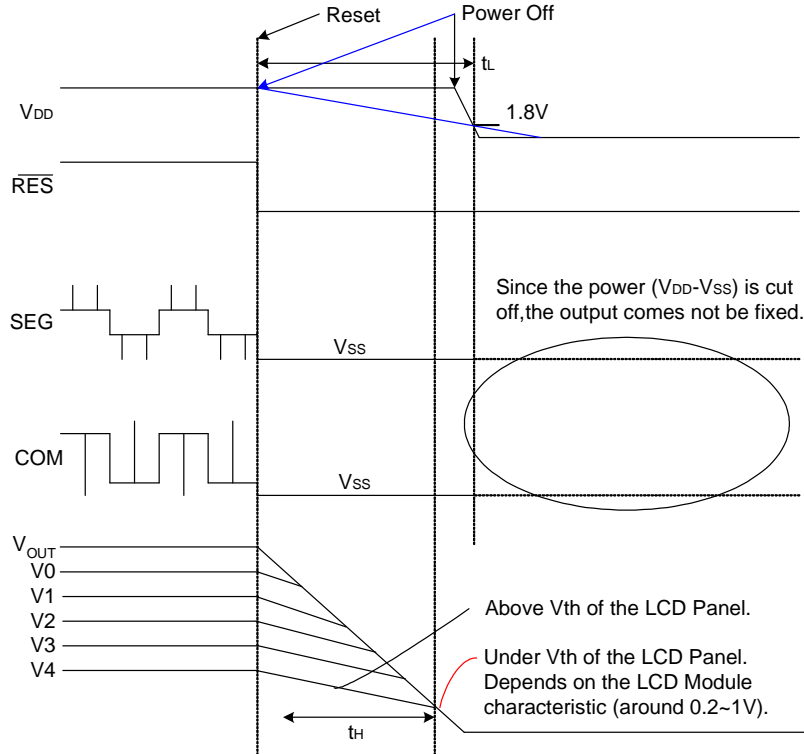 Reset
Power Off
tL
VDD
1.8V
RES
Since the power (VDD-VSS) is cut
off,the output comes not be fixed.
SEG
VSS
COM
VSS
VOUT
V0
V1
V2
V3
V4
Above Vth of the LCD Panel.
Under Vth of the LCD Panel.
Depends on the LCD Module
characteristic (around 0.2~1V).
tH